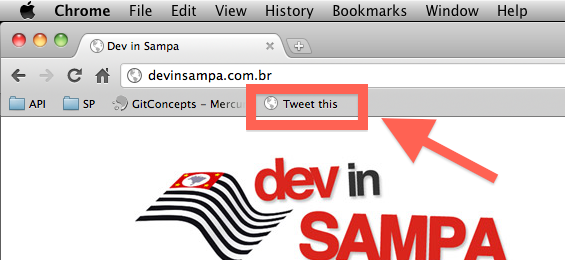 Chrome File Edit View History Bookmarks Window Help
Dev in Sampa
devinsampa.com.br
API SP GitConcepts - Mercu Tweet this
dev in
SAMPA